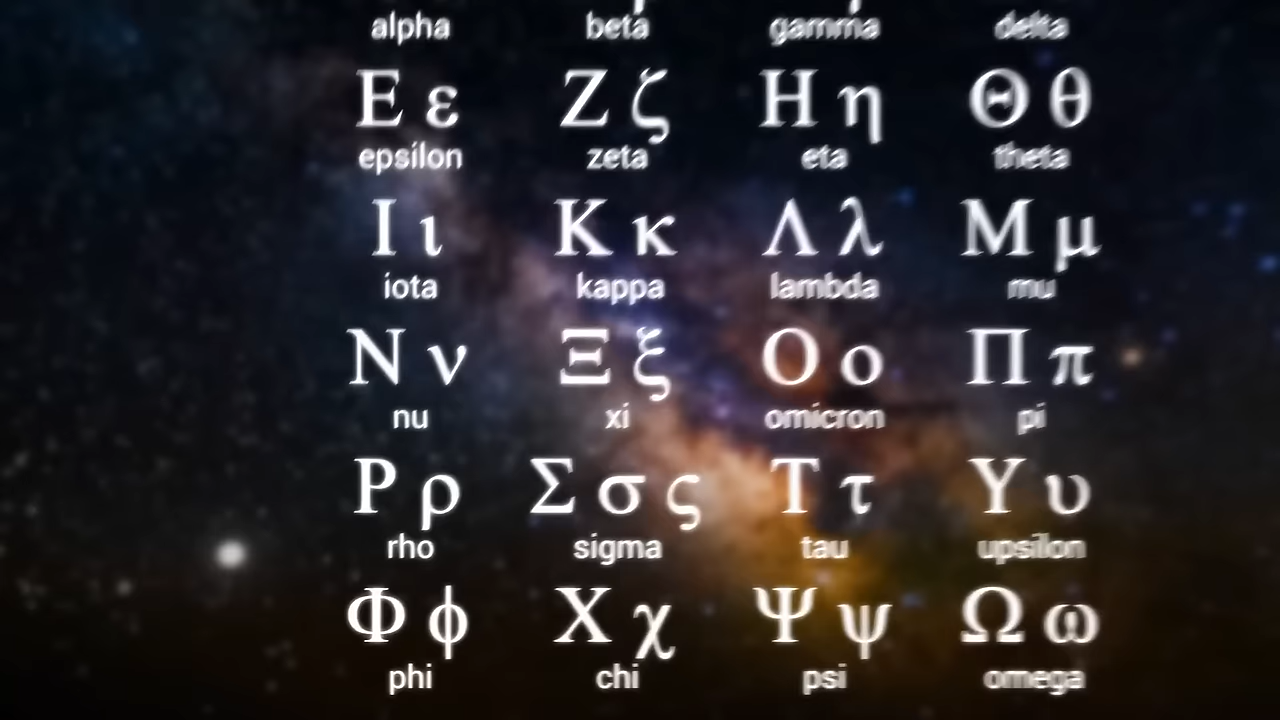 alpha beta gamma delta
Ε ε Ζ ζ Η η Θ θ
epsilon zeta eta theta
Ι ι Κ κ Λ λ Μ μ
iota kappa lambda mu
Ν ν Ξ ξ Ο ο Π π
nu xi omicron pi
Ρ ρ Σ σ ς Τ τ Υ υ
rho sigma tau upsilon
Φ ϕ Χ χ Ψ ψ Ω ω
phi chi psi omega